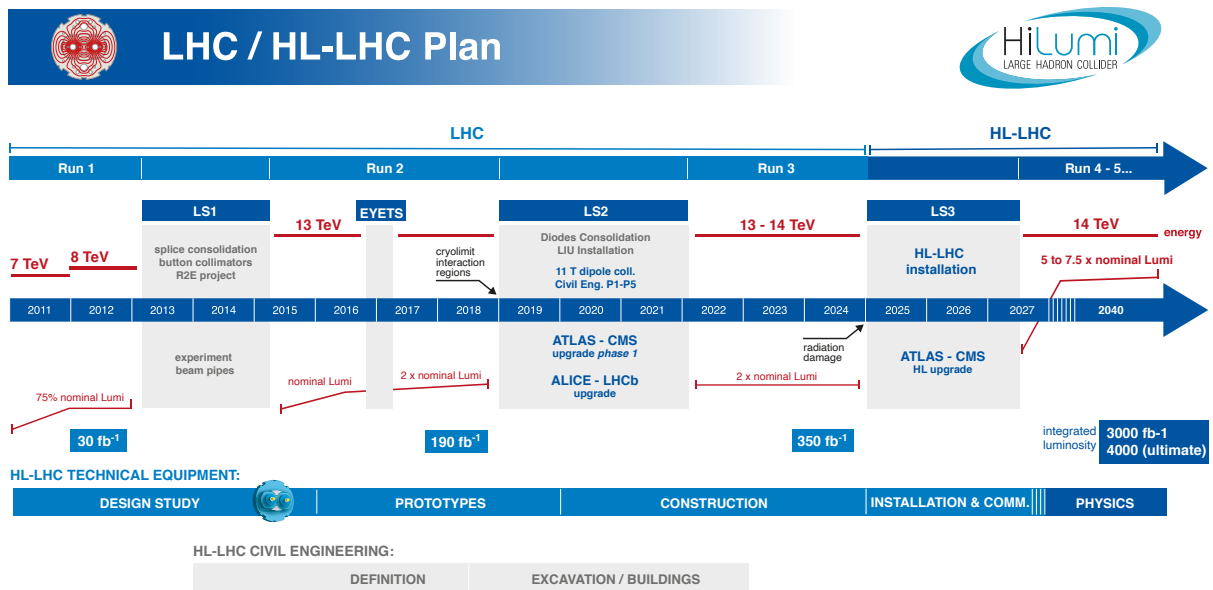 LHC / HL-LHC Plan
HiLumi
LARGE HADRON COLLIDER
LHC
HL-LHC
Run 1
Run 2
Run 3
Run 4 - 5...
LS1
EYETS
LS2
LS3
13 TeV
13 - 14 TeV
14 TeV
energy
splice consolidation
button collimators
R2E project
Diodes Consolidation
LIU Installation
11 T dipole coll.
Civil Eng. P1-P5
HL-LHC
installation
cryolimit
interaction
regions
7 TeV
8 TeV
5 to 7.5 x nominal Lumi
2011 2012 2013 2014 2015 2016 2017 2018 2019 2020 2021 2022 2023 2024 2025 2026 2027 2040
experiment
beam pipes
ATLAS - CMS
upgrade phase 1
ALICE - LHCb
upgrade
radiation
damage
ATLAS - CMS
HL upgrade
75% nominal Lumi
nominal Lumi
2 x nominal Lumi
2 x nominal Lumi
30 fb-1
190 fb-1
350 fb-1
integrated
luminosity
3000 fb-1
4000 (ultimate)
HL-LHC TECHNICAL EQUIPMENT:
DESIGN STUDY
PROTOTYPES
CONSTRUCTION
INSTALLATION & COMM.
PHYSICS
HL-LHC CIVIL ENGINEERING:
DEFINITION
EXCAVATION / BUILDINGS